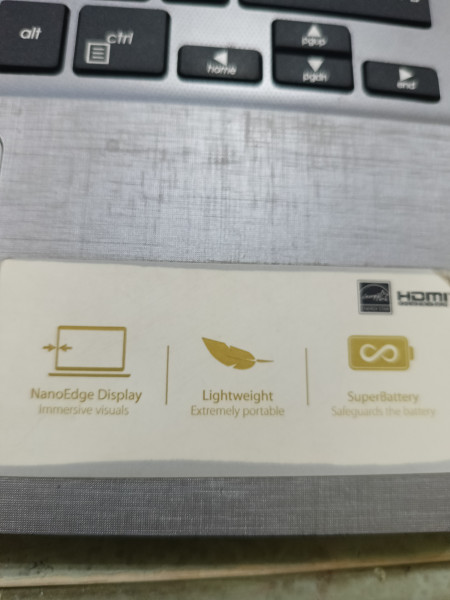 alt
ctrl
pgup
home
pgdn
end
HDMI
NanoEdge Display
Immersive visuals
Lightweight
Extremely portable
SuperBattery
Safeguards the battery